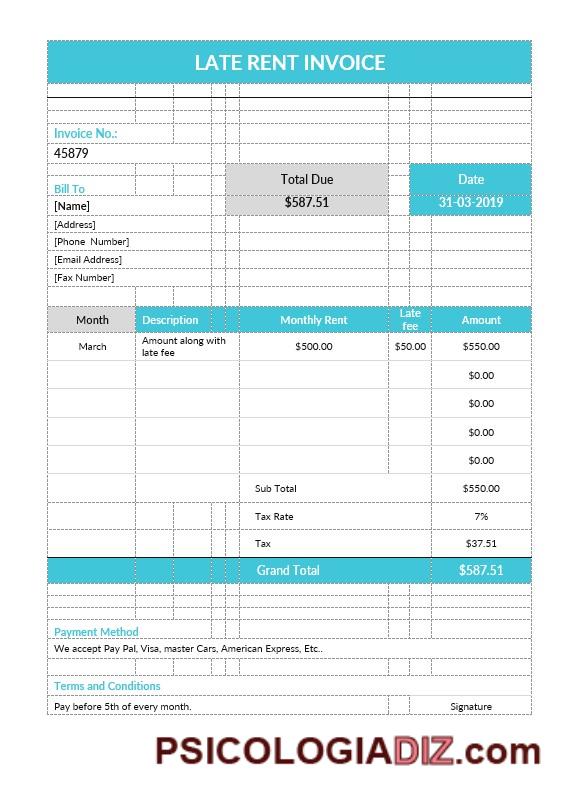 LATE RENT INVOICE
Invoice No.:
45879
Total Due
Date
Bill To
$587.51
31-03-2019
[Name]
[Address]
[Phone Number]
[Email Address]
[Fax Number]
Month Description Monthly Rent Late fee Amount
March Amount along with late fee $500.00 $50.00 $550.00
$0.00
$0.00
$0.00
$0.00
Sub Total $550.00
Tax Rate 7%
Tax $37.51
Grand Total $587.51
Payment Method
We accept Pay Pal, Visa, master Cars, American Express, Etc..
Terms and Conditions
Pay before 5th of every month. Signature
PSICOLOGIADIZ.com